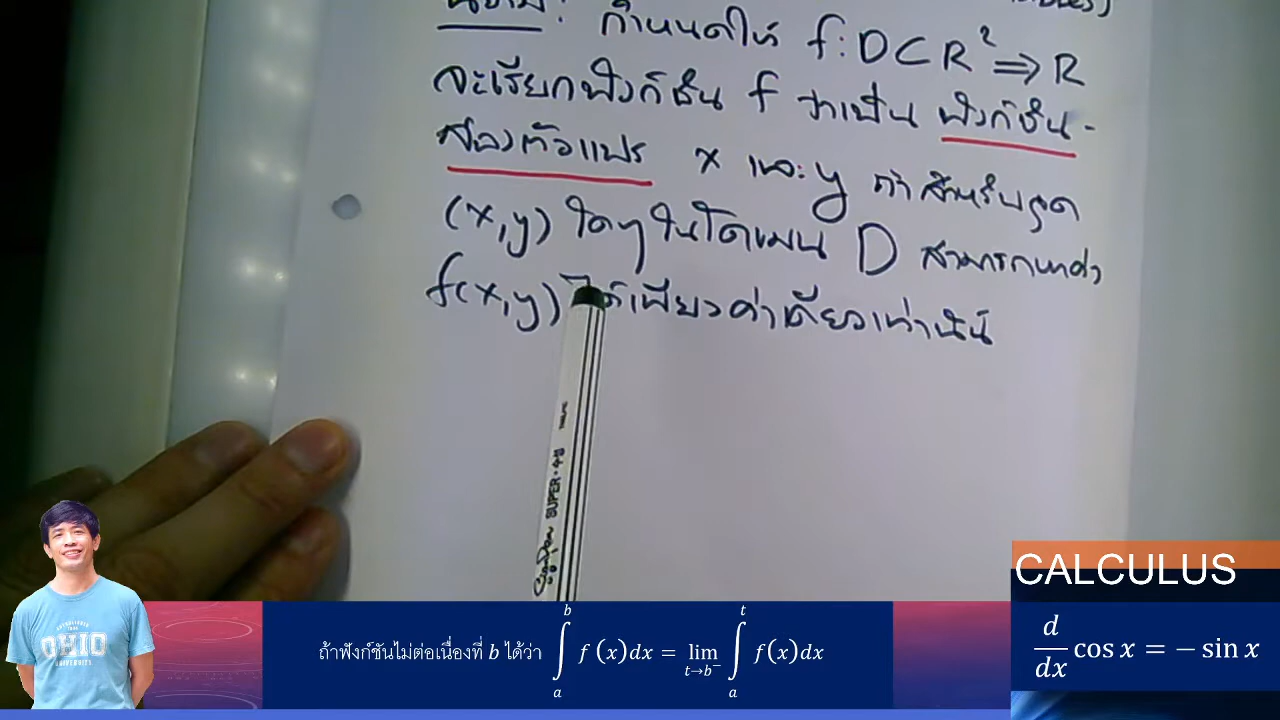 นิยาม : กำหนดให้ f : D ⊂ R² ⇒ R
จะเรียกฟังก์ชัน f ว่าเป็น ฟังก์ชัน-
สองตัวแปร x และ y ถ้าสำหรับทุก
(x,y) ใดๆ ในโดเมน D สามารถหาค่า
f(x,y) ได้เพียงค่าเดียวเท่านั้น
SUPER
OHIO
UNIVERSITY
ถ้าฟังก์ชันไม่ต่อเนื่องที่ b ได้ว่า ∫ₐᵇ f(x)dx = lim_{t→b⁻} ∫ₐᵗ f(x)dx
CALCULUS
d/dx cos x = − sin x